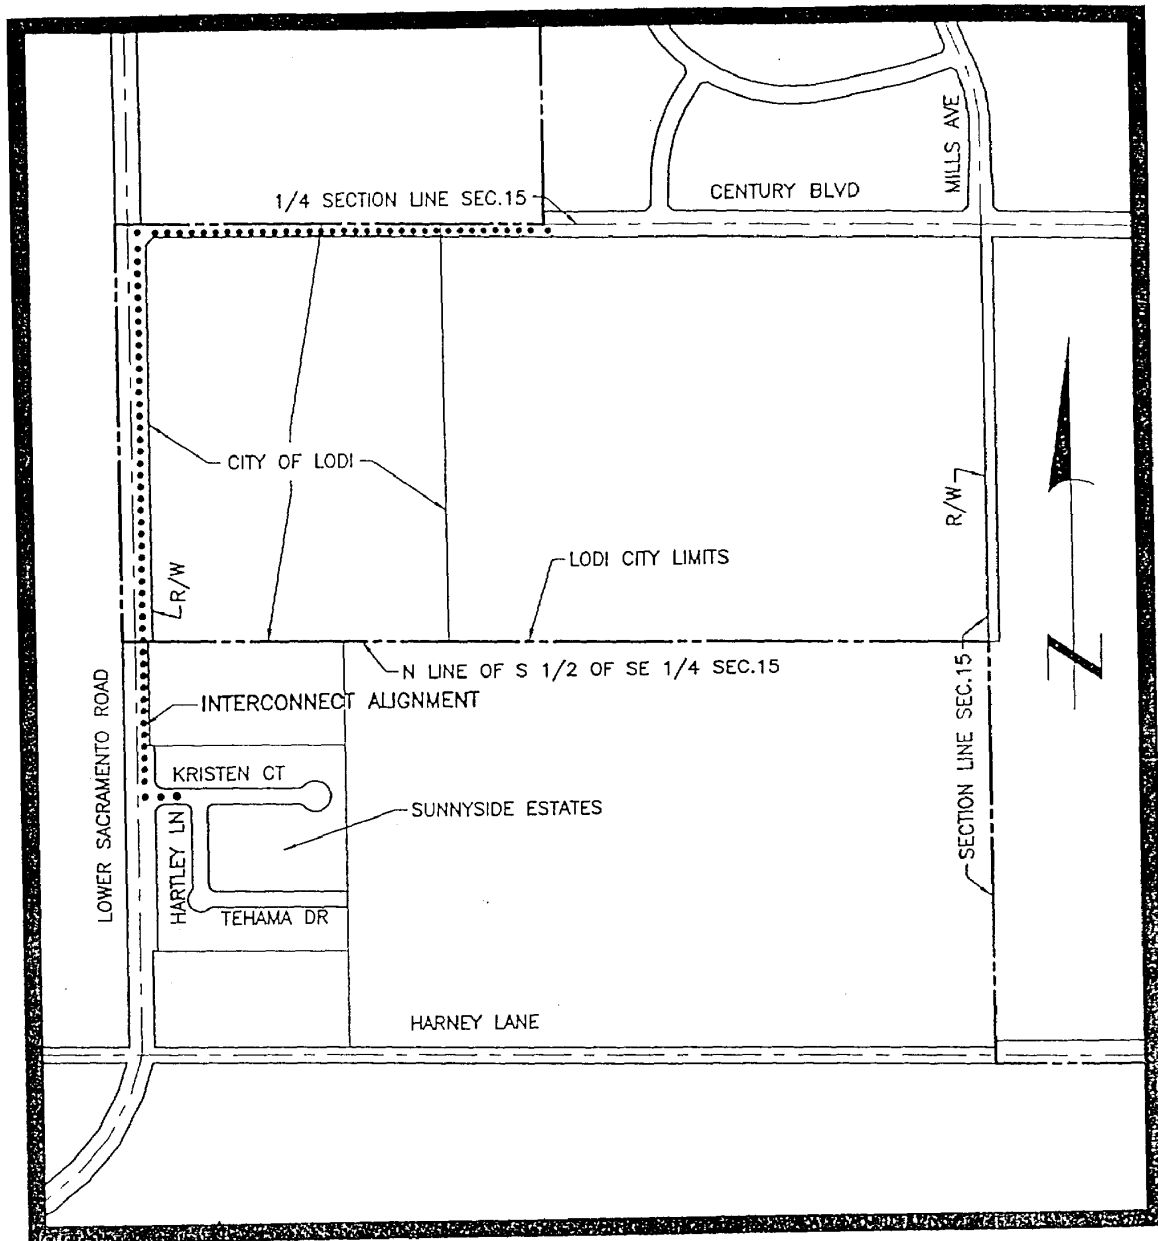 MILLS AVE
1/4 SECTION LINE SEC.15
CENTURY BLVD
CITY OF LODI
R/W
LODI CITY LIMITS
R/W
N LINE OF S 1/2 OF SE 1/4 SEC.15
Z
INTERCONNECT ALIGNMENT
LOWER SACRAMENTO ROAD
SECTION LINE SEC.15
KRISTEN CT
SUNNYSIDE ESTATES
HARTLEY LN
TEHAMA DR
HARNEY LANE